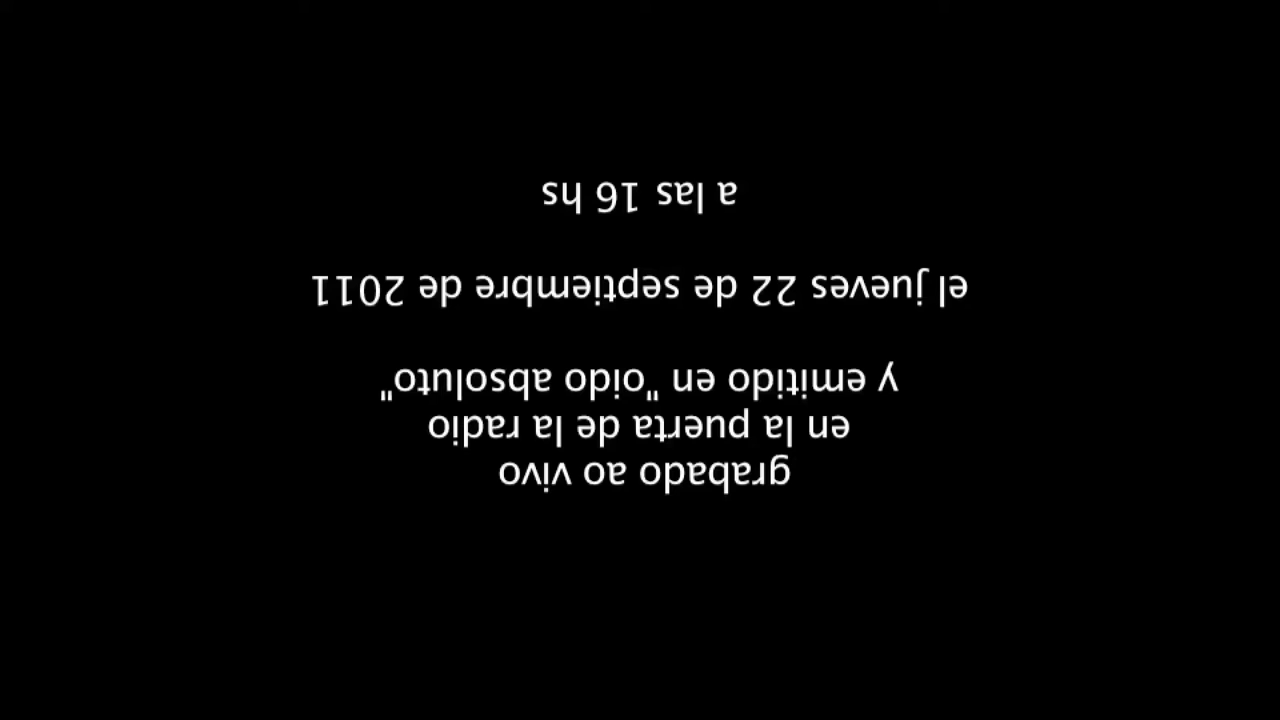 grabado ao vivo
en la puerta de la radio
y emitido en "oido absoluto"
el jueves 22 de septiembre de 2011
a las 16 hs